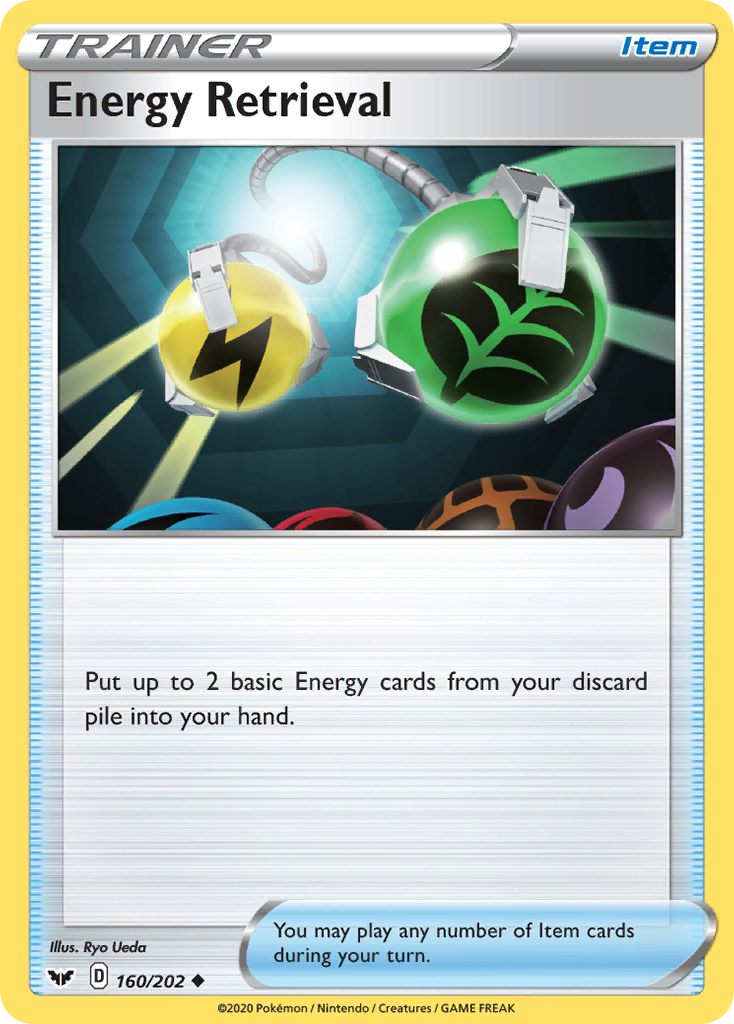 TRAINER
Item
Energy Retrieval
Put up to 2 basic Energy cards from your discard
pile into your hand.
Illus. Ryo Ueda
You may play any number of Item cards
during your turn.
D 160/202 ◆
©2020 Pokémon / Nintendo / Creatures / GAME FREAK